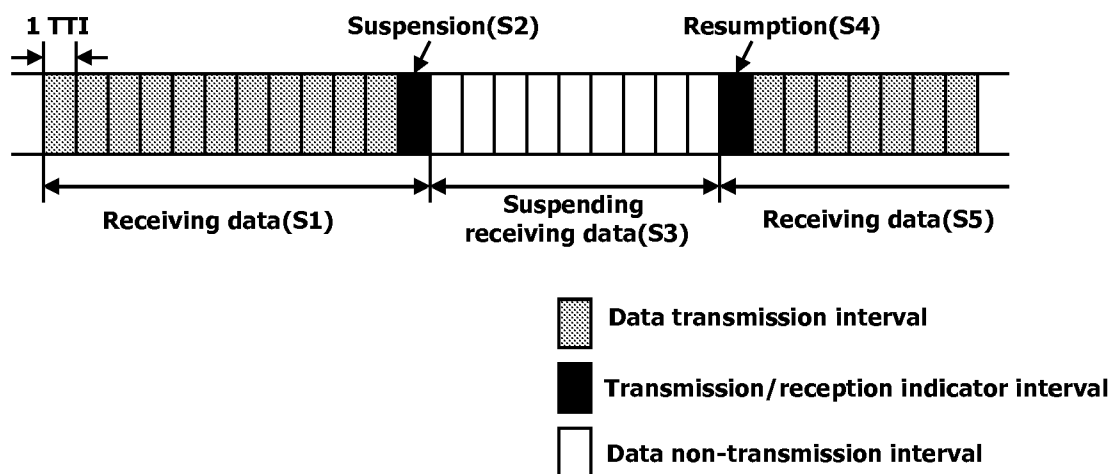 1 TTI
Suspension(S2)
Resumption(S4)
Receiving data(S1)
Suspending
receiving data(S3)
Receiving data(S5)
Data transmission interval
Transmission/reception indicator interval
Data non-transmission interval